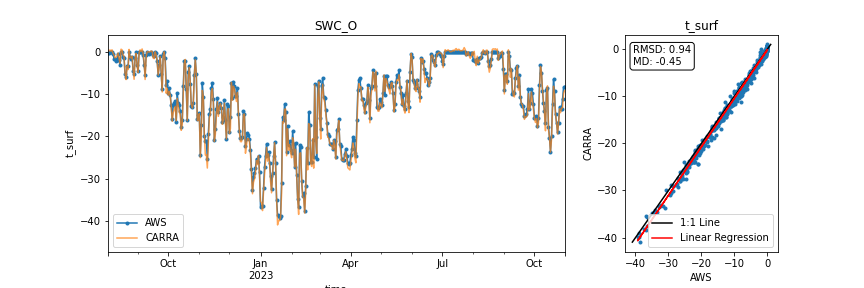 SWC_O
t_surf
0
−10
−20
−30
−40
t_surf
AWS
CARRA
Oct
Jan
2023
Apr
Jul
Oct
time
t_surf
RMSD: 0.94
MD: -0.45
0
−10
−20
−30
−40
CARRA
1:1 Line
Linear Regression
−40
−30
−20
−10
0
AWS